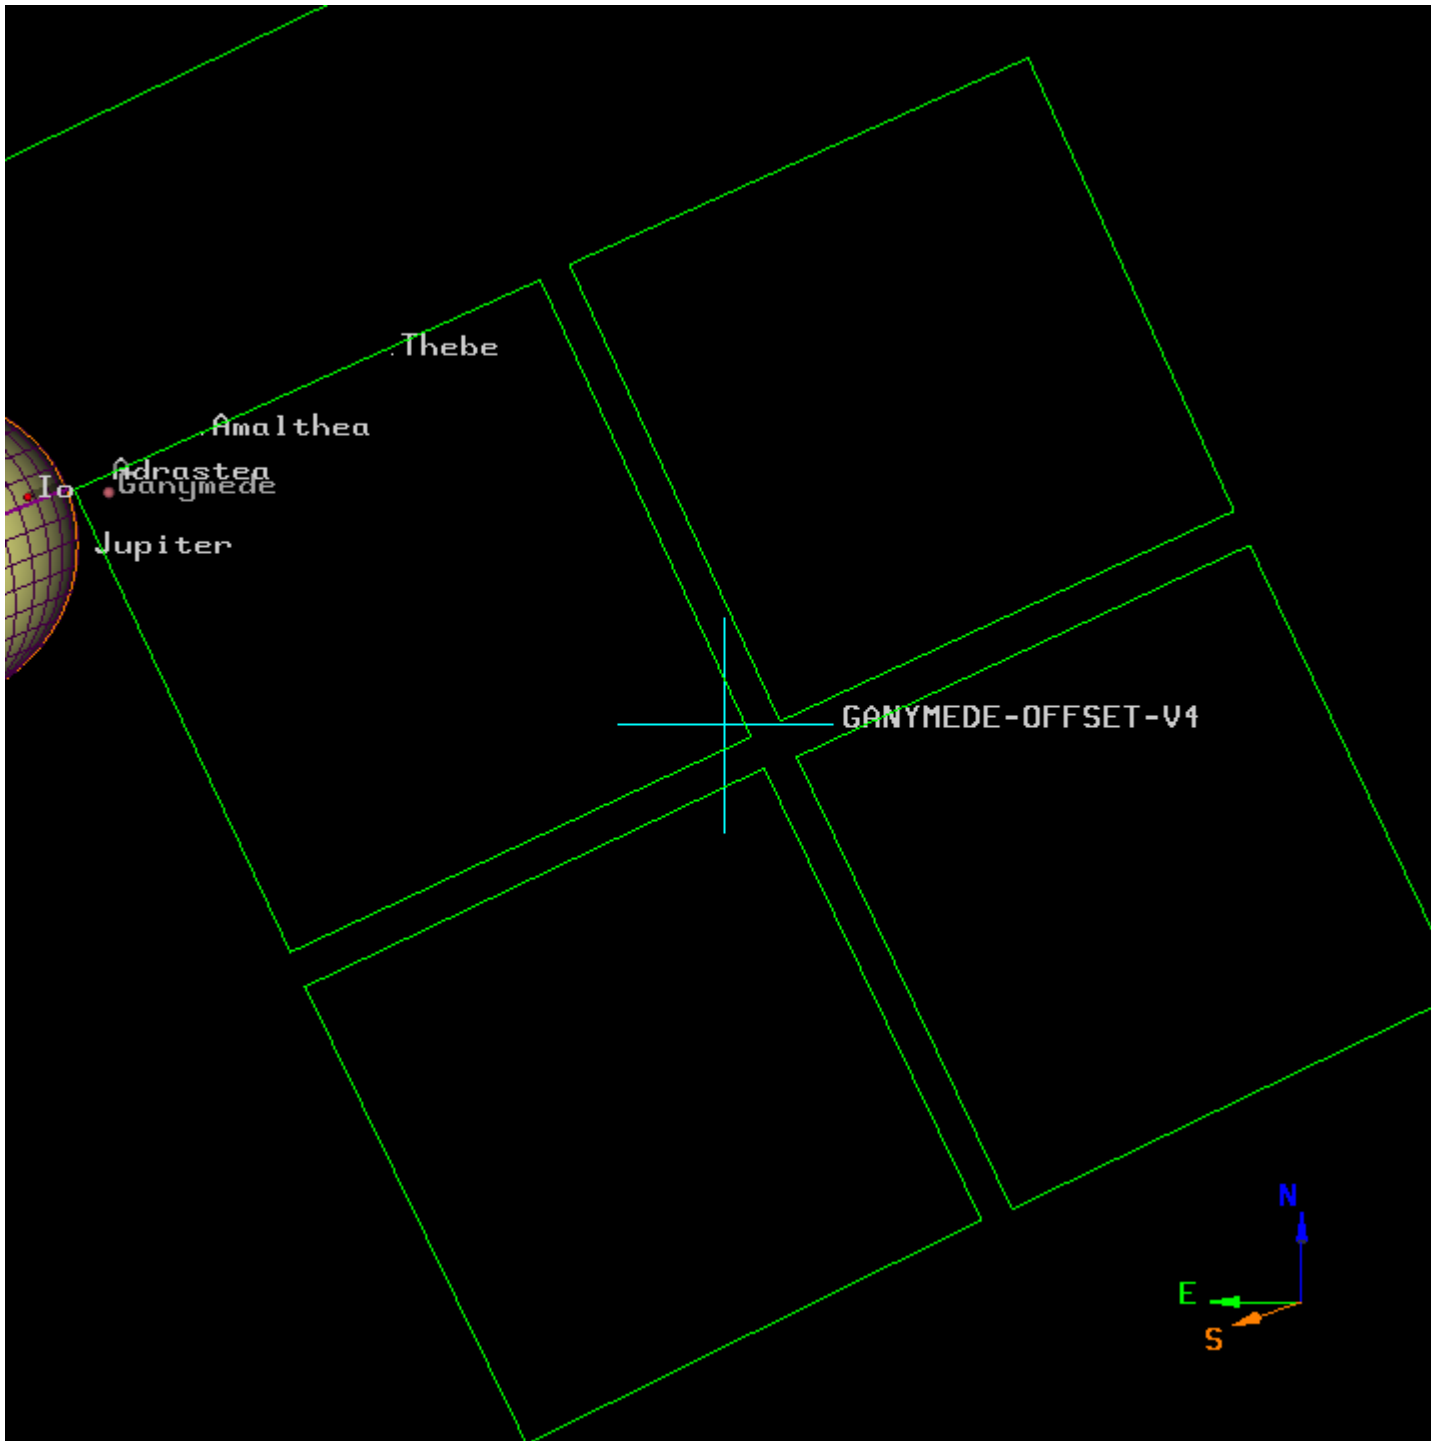 Thebe
Amalthea
Adrastea
Ganymede
Io
Jupiter
GANYMEDE-OFFSET-V4
N
E
S